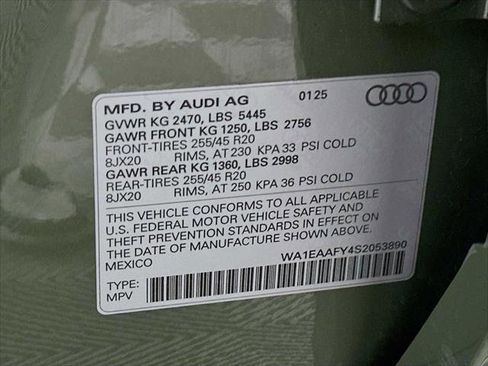 MFD. BY AUDI AG 01 25
GVWR KG 2470, LBS 5445
GAWR FRONT KG 1250, LBS 2756
FRONT-TIRES 255/45 R20
8JX20 RIMS, AT 230 KPA 33 PSI COLD
GAWR REAR KG 1360, LBS 2998
REAR-TIRES 255/45 R20
8JX20 RIMS, AT 250 KPA 36 PSI COLD
THIS VEHICLE CONFORMS TO ALL APPLICABLE
U.S. FEDERAL MOTOR VEHICLE SAFETY AND
THEFT PREVENTION STANDARDS IN EFFECT ON
THE DATE OF MANUFACTURE SHOWN ABOVE
MEXICO WA1EAAFY4S2053890
TYPE:
MPV